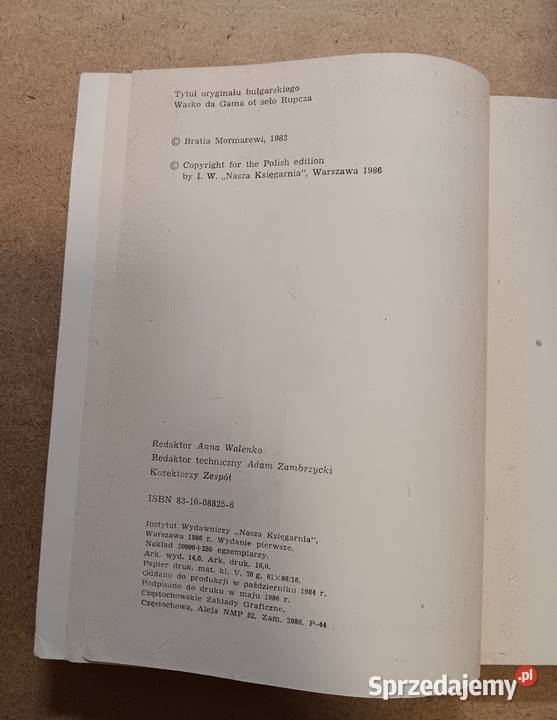 Tytuł oryginału bułgarskiego
Wasko da Gama ot seło Rupcza
© Bratia Mormarewi, 1982
© Copyright for the Polish edition
by I. W. „Nasza Księgarnia”, Warszawa 1986
Redaktor Anna Walenko
Redaktor techniczny Adam Zambrzycki
Korektorzy Zespół
ISBN 83-10-08825-6
Instytut Wydawniczy „Nasza Księgarnia”,
Warszawa 1986 r. Wydanie pierwsze.
Nakład 20000+250 egzemplarzy.
Ark. wyd. 14,0. Ark. druk. 16,0.
Papier druk. mat. kl. V. 70 g, 61×86/16.
Oddano do produkcji w październiku 1984 r.
Podpisano do druku w maju 1986 r.
Częstochowskie Zakłady Graficzne,
Częstochowa, Aleja NMP 52. Zam. 2086. P-44
Sprzedajemy.pl